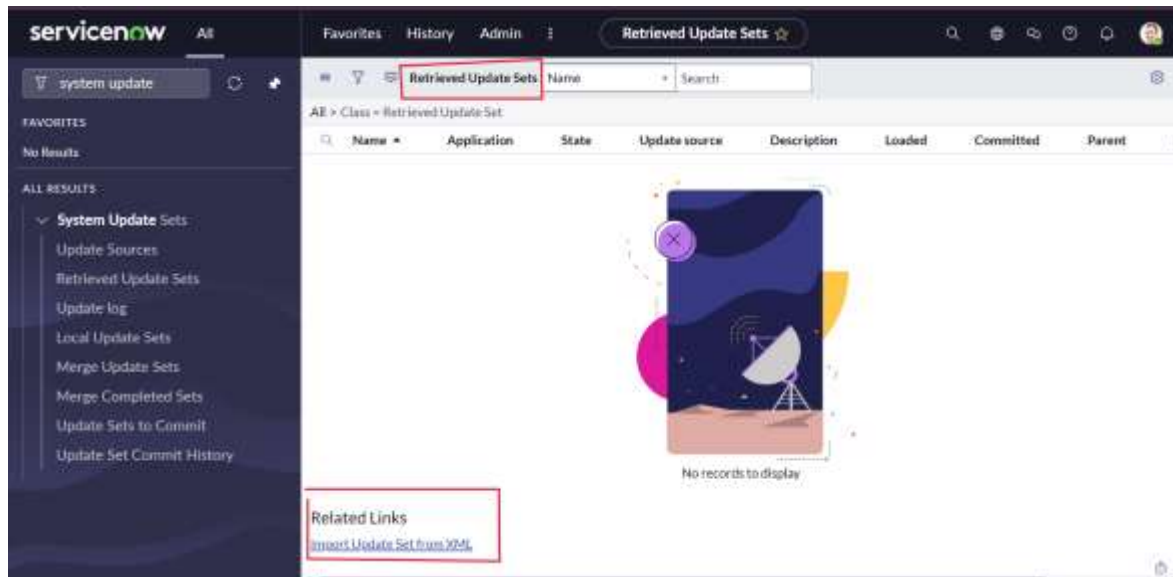 servicenow All Favorites History Admin Retrieved Update Sets
system update
Retrieved Update Sets Name Search
FAVORITES
No Results
ALL RESULTS
System Update Sets
Update Sources
Retrieved Update Sets
Update log
Local Update Sets
Merge Update Sets
Merge Completed Sets
Update Sets to Commit
Update Set Commit History
All > Class = Retrieved Update Set
Name Application State Update source Description Loaded Committed Parent
No records to display
Related Links
Import Update Set from XML